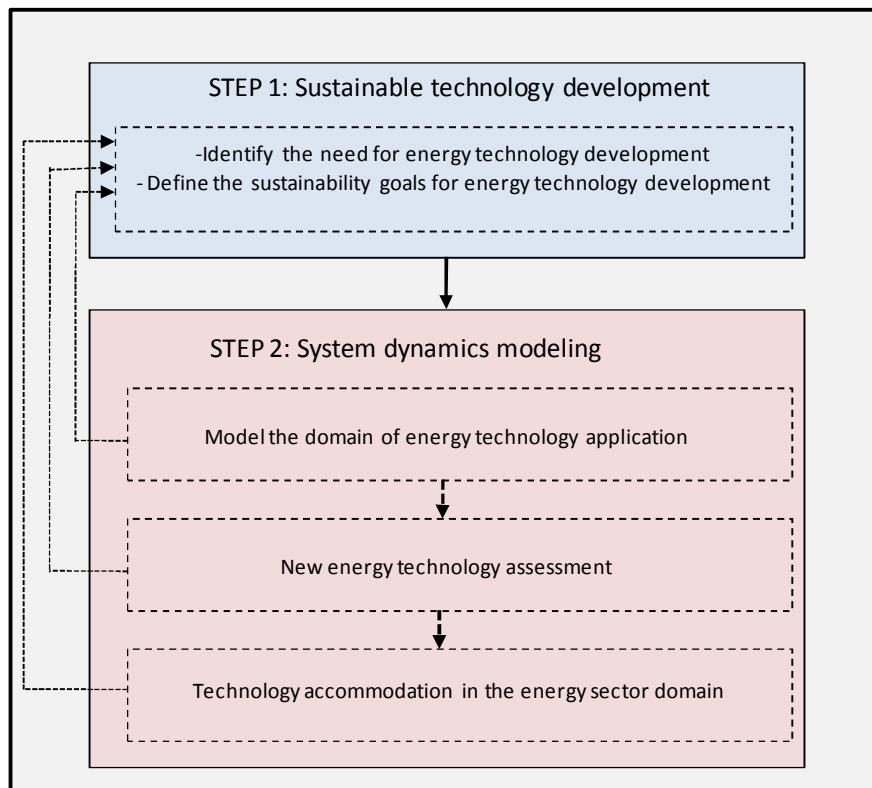 STEP 1: Sustainable technology development
-Identify the need for energy technology development
- Define the sustainability goals for energy technology development
STEP 2: System dynamics modeling
Model the domain of energy technology application
New energy technology assessment
Technology accommodation in the energy sector domain